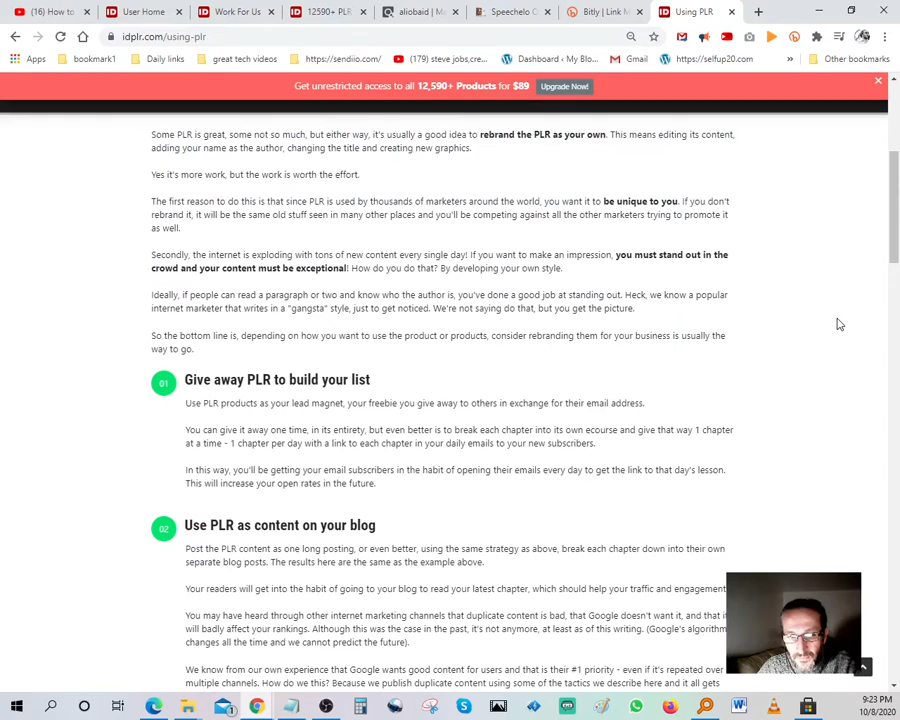 (16) How to
User Home
Work For Us
12590+ PLR
aliobaid | M
Speechelo C
Bitly | Link M
Using PLR
idplr.com/using-plr
Apps
bookmark1
Daily links
great tech videos
https://sendiio.com/
(179) steve jobs,cre...
Dashboard ‹ My Blo...
Gmail
https://selfup20.com
»
Other bookmarks
Get unrestricted access to all 12,590+ Products for $89
Upgrade Now!
Some PLR is great, some not so much, but either way, it's usually a good idea to rebrand the PLR as your own. This means editing its content,
adding your name as the author, changing the title and creating new graphics.
Yes it's more work, but the work is worth the effort.
The first reason to do this is that since PLR is used by thousands of marketers around the world, you want it to be unique to you. If you don't
rebrand it, it will be the same old stuff seen in many other places and you'll be competing against all the other marketers trying to promote it
as well.
Secondly, the internet is exploding with tons of new content every single day! If you want to make an impression, you must stand out in the
crowd and your content must be exceptional! How do you do that? By developing your own style.
Ideally, if people can read a paragraph or two and know who the author is, you've done a good job at standing out. Heck, we know a popular
internet marketer that writes in a "gangsta" style, just to get noticed. We're not saying do that, but you get the picture.
So the bottom line is, depending on how you want to use the product or products, consider rebranding them for your business is usually the
way to go.
01
Give away PLR to build your list
Use PLR products as your lead magnet, your freebie you give away to others in exchange for their email address.
You can give it away one time, in its entirety, but even better is to break each chapter into its own ecourse and give that way 1 chapter
at a time - 1 chapter per day with a link to each chapter in your daily emails to your new subscribers.
In this way, you'll be getting your email subscribers in the habit of opening their emails every day to get the link to that day's lesson.
This will increase your open rates in the future.
02
Use PLR as content on your blog
Post the PLR content as one long posting, or even better, using the same strategy as above, break each chapter down into their own
separate blog posts. The results here are the same as the example above.
Your readers will get into the habit of going to your blog to read your latest chapter, which should help your traffic and engagement
You may have heard through other internet marketing channels that duplicate content is bad, that Google doesn't want it, and that i
will badly affect your rankings. Although this was the case in the past, it's not anymore, at least as of this writing. (Google's algorithm
changes all the time and we cannot predict the future).
We know from our own experience that Google wants good content for users and that is their #1 priority - even if it's repeated over
multiple channels. How do we this? Because we publish duplicate content using some of the tactics we describe here and it all gets
9:23 PM
10/8/2020